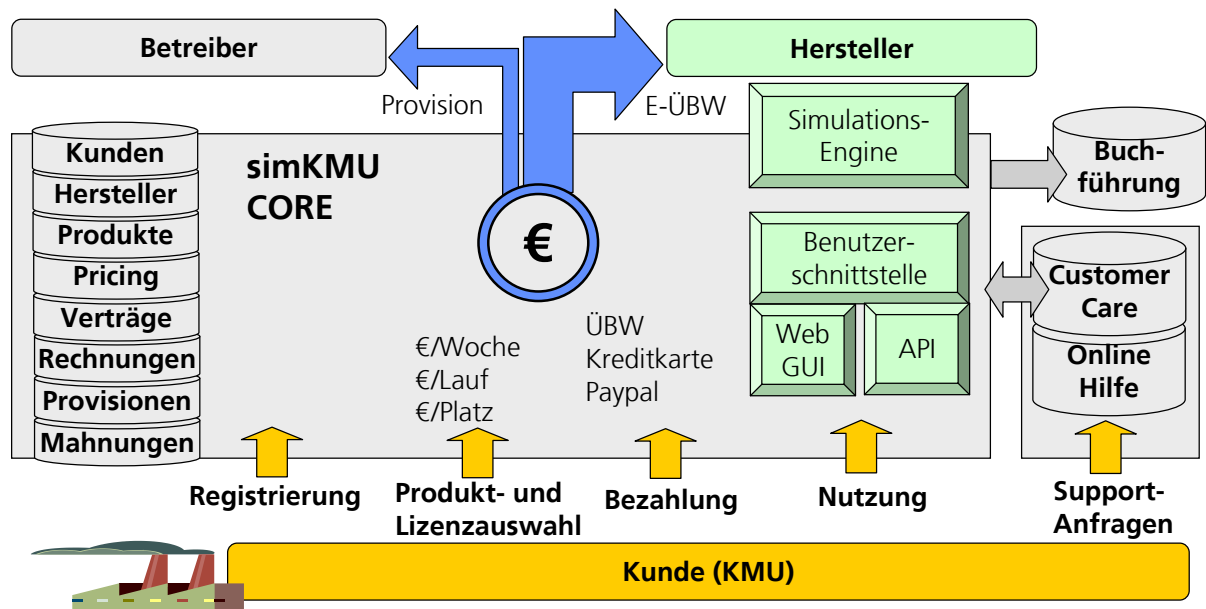 Betreiber
Hersteller
Provision
E-ÜBW
Kunden
Hersteller
Produkte
Pricing
Verträge
Rechnungen
Provisionen
Mahnungen
simKMU
CORE
€
€/Woche
€/Lauf
€/Platz
ÜBW
Kreditkarte
Paypal
Simulations-
Engine
Benutzer-
schnittstelle
Web
GUI
API
Buch-
führung
Customer
Care
Online
Hilfe
Registrierung
Produkt- und
Lizenzauswahl
Bezahlung
Nutzung
Support-
Anfragen
Kunde (KMU)